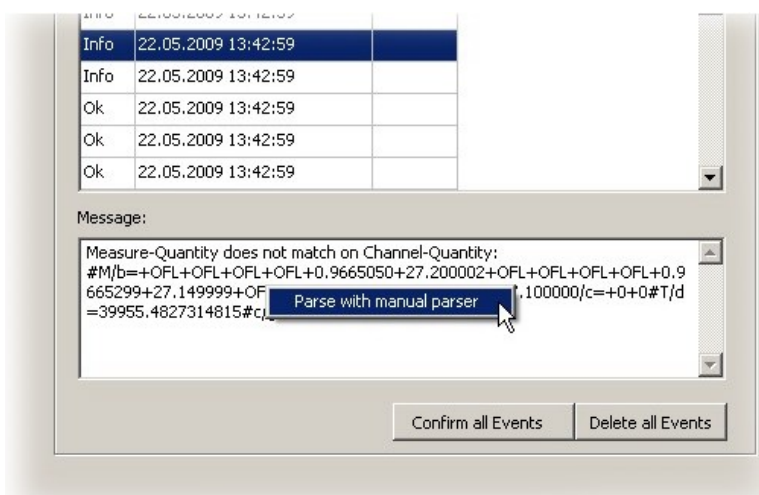 Info 22.05.2009 13:42:59
Info 22.05.2009 13:42:59
Ok 22.05.2009 13:42:59
Ok 22.05.2009 13:42:59
Ok 22.05.2009 13:42:59
Message:
Measure-Quantity does not match on Channel-Quantity:
#M/b=+OFL+OFL+OFL+OFL+0.9665050+27.200002+OFL+OFL+OFL+OFL+0.9
665299+27.149999+OF .100000/c=+0+0#T/d
Parse with manual parser
=39955.4827314815#c/
Confirm all Events Delete all Events